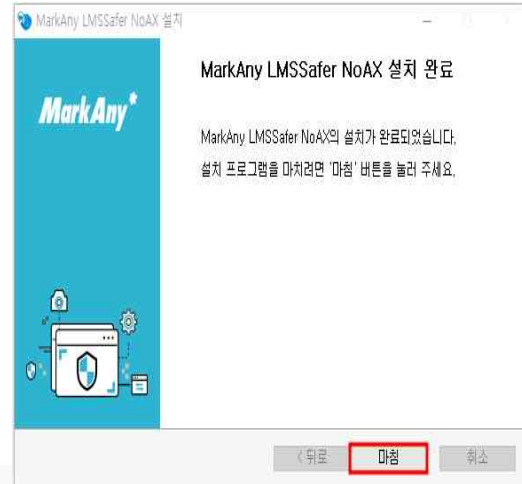 MarkAny LMSSafer NoAX 설치
MarkAny
MarkAny LMSSafer NoAX 설치 완료
MarkAny LMSSafer NoAX의 설치가 완료되었습니다.
설치 프로그램을 마치려면 '마침' 버튼을 눌러 주세요.
< 뒤로
마침
취소